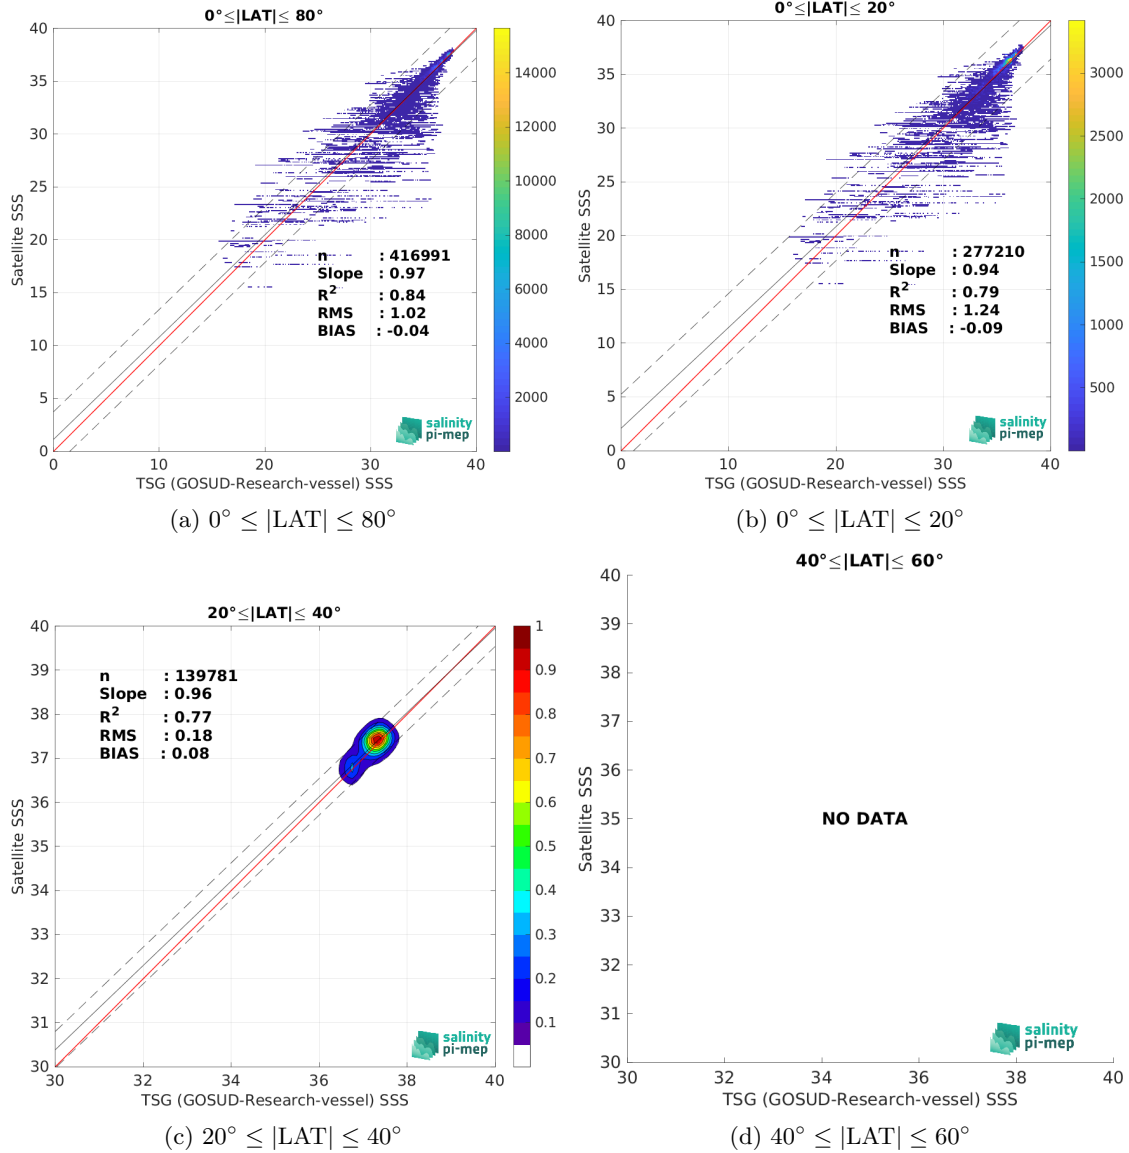 0°≤|LAT|≤ 80°
40
35
30
25
20
15
10
5
0
Satellite SSS
n : 416991
Slope : 0.97
R² : 0.84
RMS : 1.02
BIAS : -0.04
salinity
pi-mep
0 10 20 30 40
TSG (GOSUD-Research-vessel) SSS
14000
12000
10000
8000
6000
4000
2000
(a) 0° ≤ |LAT| ≤ 80°
0°≤|LAT|≤ 20°
40
35
30
25
20
15
10
5
0
Satellite SSS
n : 277210
Slope : 0.94
R² : 0.79
RMS : 1.24
BIAS : -0.09
salinity
pi-mep
0 10 20 30 40
TSG (GOSUD-Research-vessel) SSS
3000
2500
2000
1500
1000
500
(b) 0° ≤ |LAT| ≤ 20°
20°≤|LAT|≤ 40°
40
39
38
37
36
35
34
33
32
31
30
Satellite SSS
n : 139781
Slope : 0.96
R² : 0.77
RMS : 0.18
BIAS : 0.08
salinity
pi-mep
30 32 34 36 38 40
TSG (GOSUD-Research-vessel) SSS
1
0.9
0.8
0.7
0.6
0.5
0.4
0.3
0.2
0.1
(c) 20° ≤ |LAT| ≤ 40°
40°≤|LAT|≤ 60°
40
39
38
37
36
35
34
33
32
31
30
Satellite SSS
NO DATA
salinity
pi-mep
30 32 34 36 38 40
TSG (GOSUD-Research-vessel) SSS
(d) 40° ≤ |LAT| ≤ 60°